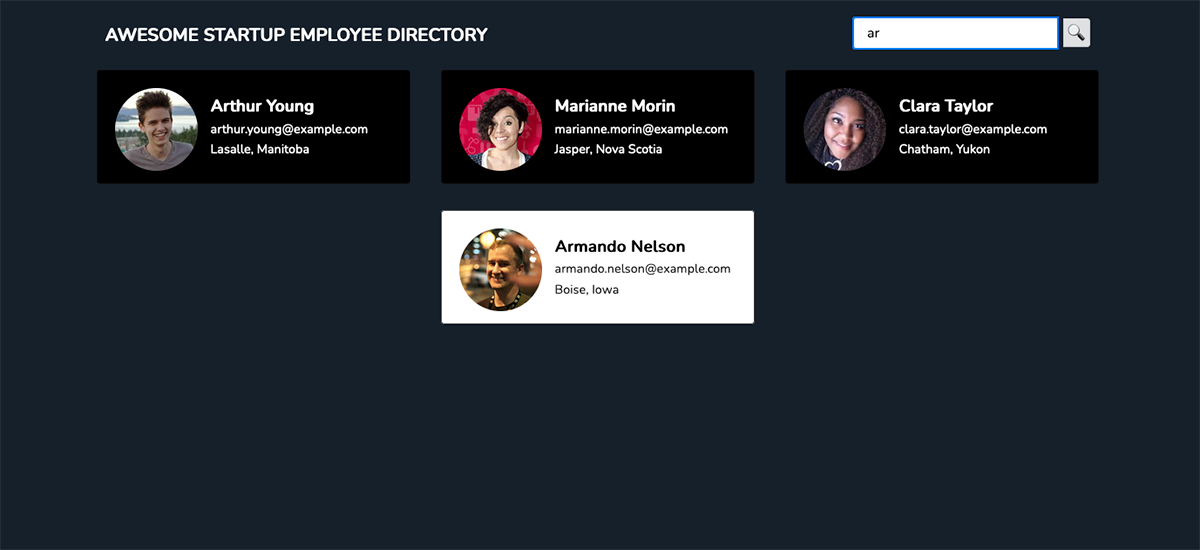 AWESOME STARTUP EMPLOYEE DIRECTORY
ar
Arthur Young
arthur.young@example.com
Lasalle, Manitoba
Marianne Morin
marianne.morin@example.com
Jasper, Nova Scotia
Clara Taylor
clara.taylor@example.com
Chatham, Yukon
Armando Nelson
armando.nelson@example.com
Boise, Iowa